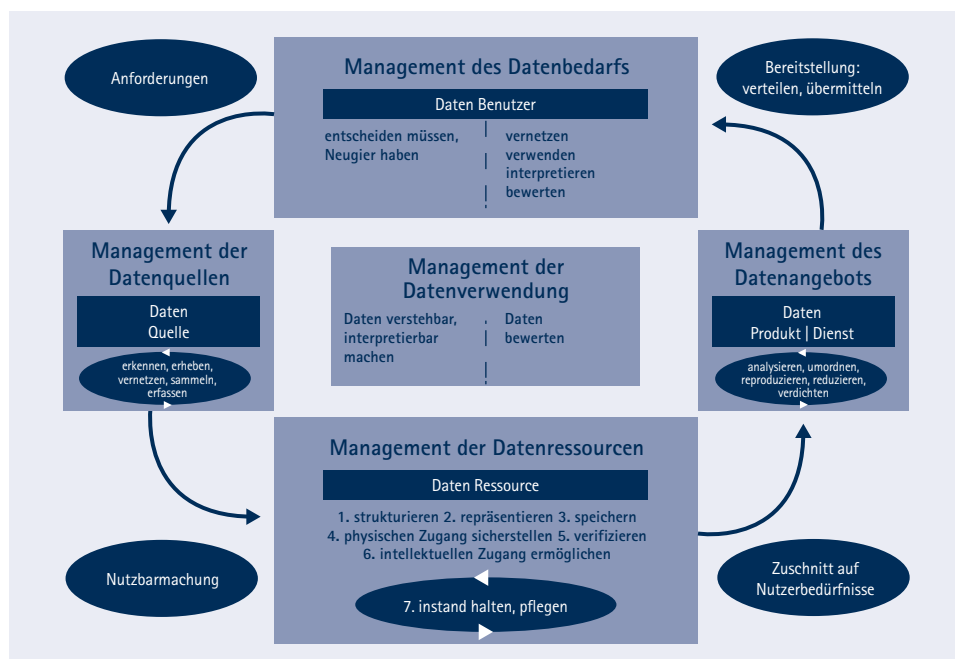 Anforderungen
Management des Datenbedarfs
Daten Benutzer
entscheiden müssen,
Neugier haben
vernetzen
verwenden
interpretieren
bewerten
Bereitstellung:
verteilen, übermitteln
Management der
Datenquellen
Daten
Quelle
erkennen, erheben,
vernetzen, sammeln,
erfassen
Management der
Datenverwendung
Daten verstehbar,
interpretierbar
machen
Daten
bewerten
Management des
Datenangebots
Daten
Produkt | Dienst
analysieren, umordnen,
reproduzieren, reduzieren,
verdichten
Management der Datenressourcen
Daten Ressource
1. strukturieren 2. repräsentieren 3. speichern
4. physischen Zugang sicherstellen 5. verifizieren
6. intellektuellen Zugang ermöglichen
7. instand halten, pflegen
Nutzbarmachung
Zuschnitt auf
Nutzerbedürfnisse